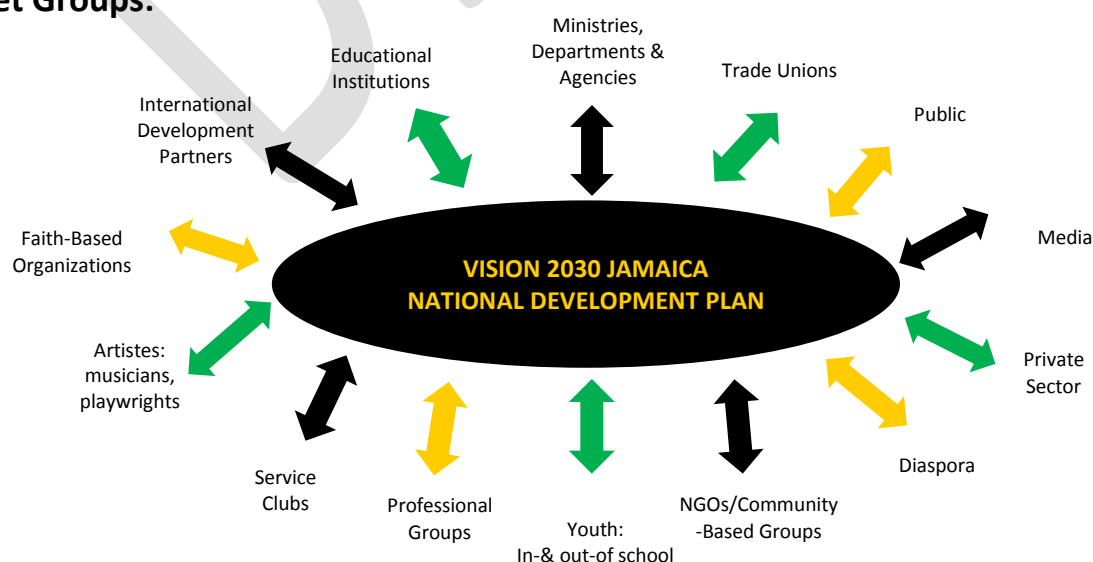 et Groups:
Ministries,
Departments &
Agencies
Educational
Institutions
Trade Unions
International
Development
Partners
Public
Faith-Based
Organizations
Media
VISION 2030 JAMAICA
NATIONAL DEVELOPMENT PLAN
Artistes:
musicians,
playwrights
Private
Sector
Diaspora
Service
Clubs
Professional
Groups
Youth:
In-& out-of school
NGOs/Community
-Based Groups